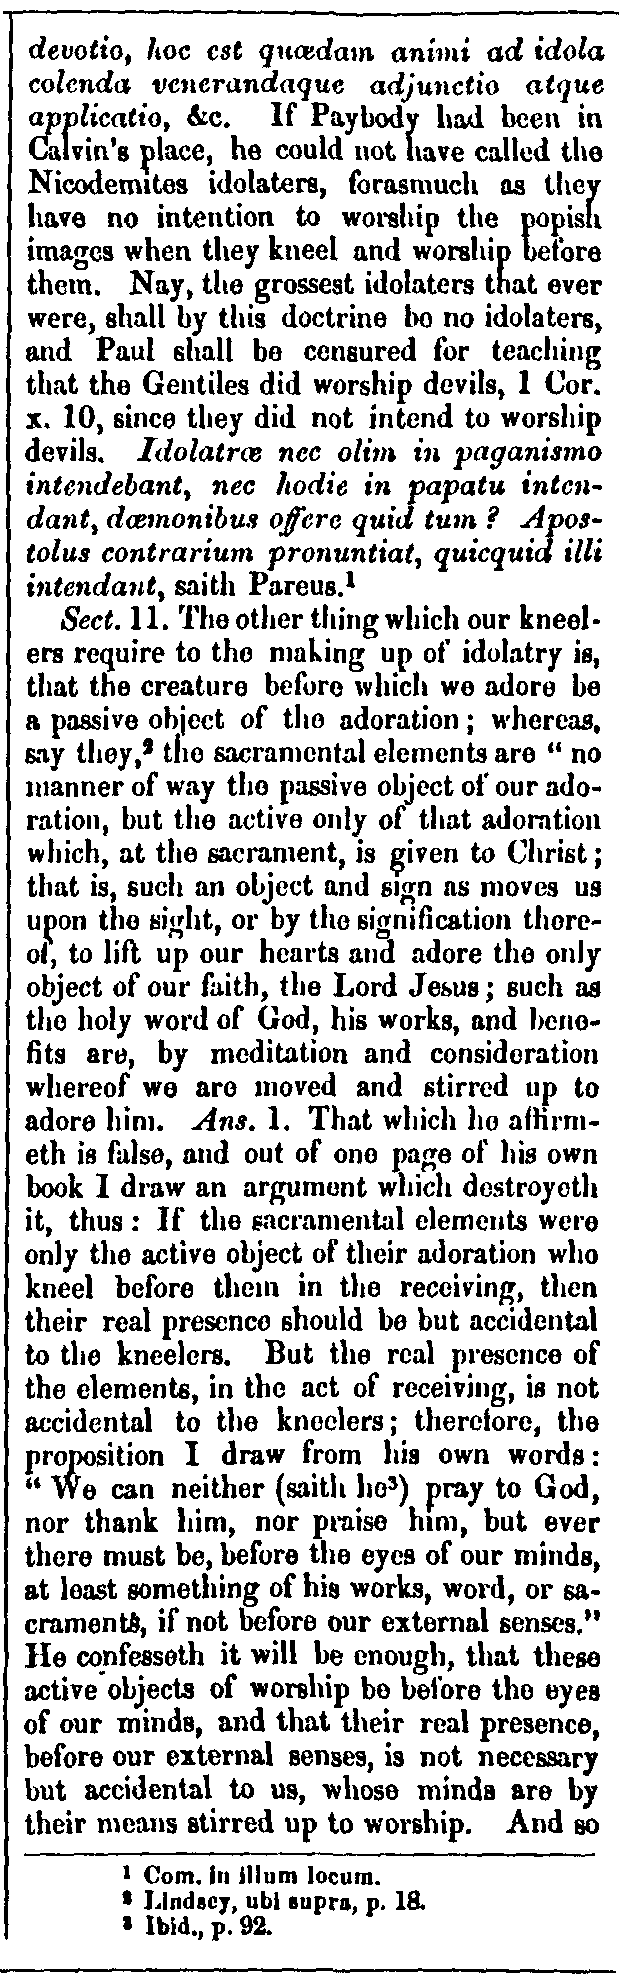 devotio, hoc est quædam animi ad idola
colenda venerandaque adjunctio atque
applicatio, &c. If Paybody had been in
Calvin's place, he could not have called the
Nicodemites idolaters, forasmuch as they
have no intention to worship the popish
images when they kneel and worship before
them. Nay, the grossest idolaters that ever
were, shall by this doctrine be no idolaters,
and Paul shall be censured for teaching
that the Gentiles did worship devils, 1 Cor.
x. 10, since they did not intend to worship
devils. Idolatræ nec olim in paganismo
intendebant, nec hodie in papatu inten-
dant, dæmonibus offere quid tum? Apos-
tolus contrarium pronuntiat, quicquid illi
intendant, saith Pareus.¹
Sect. 11. The other thing which our kneel-
ers require to the making up of idolatry is,
that the creature before which we adore be
a passive object of the adoration; whereas,
say they,² the sacramental elements are " no
manner of way the passive object of our ado-
ration, but the active only of that adoration
which, at the sacrament, is given to Christ;
that is, such an object and sign as moves us
upon the sight, or by the signification there-
of, to lift up our hearts and adore the only
object of our faith, the Lord Jesus; such as
the holy word of God, his works, and bene-
fits are, by meditation and consideration
whereof we are moved and stirred up to
adore him. Ans. 1. That which he affirm-
eth is false, and out of one page of his own
book I draw an argument which destroyeth
it, thus: If the sacramental elements were
only the active object of their adoration who
kneel before them in the receiving, then
their real presence should be but accidental
to the kneelers. But the real presence of
the elements, in the act of receiving, is not
accidental to the kneelers; therefore, the
proposition I draw from his own words:
" We can neither (saith he³) pray to God,
nor thank him, nor praise him, but ever
there must be, before the eyes of our minds,
at least something of his works, word, or sa-
craments, if not before our external senses."
He confesseth it will be enough, that these
active objects of worship be before the eyes
of our minds, and that their real presence,
before our external senses, is not necessary
but accidental to us, whose minds are by
their means stirred up to worship. And so
¹ Com. in illum locum.
² Lindsey, ubi supra, p. 18.
³ Ibid., p. 92.